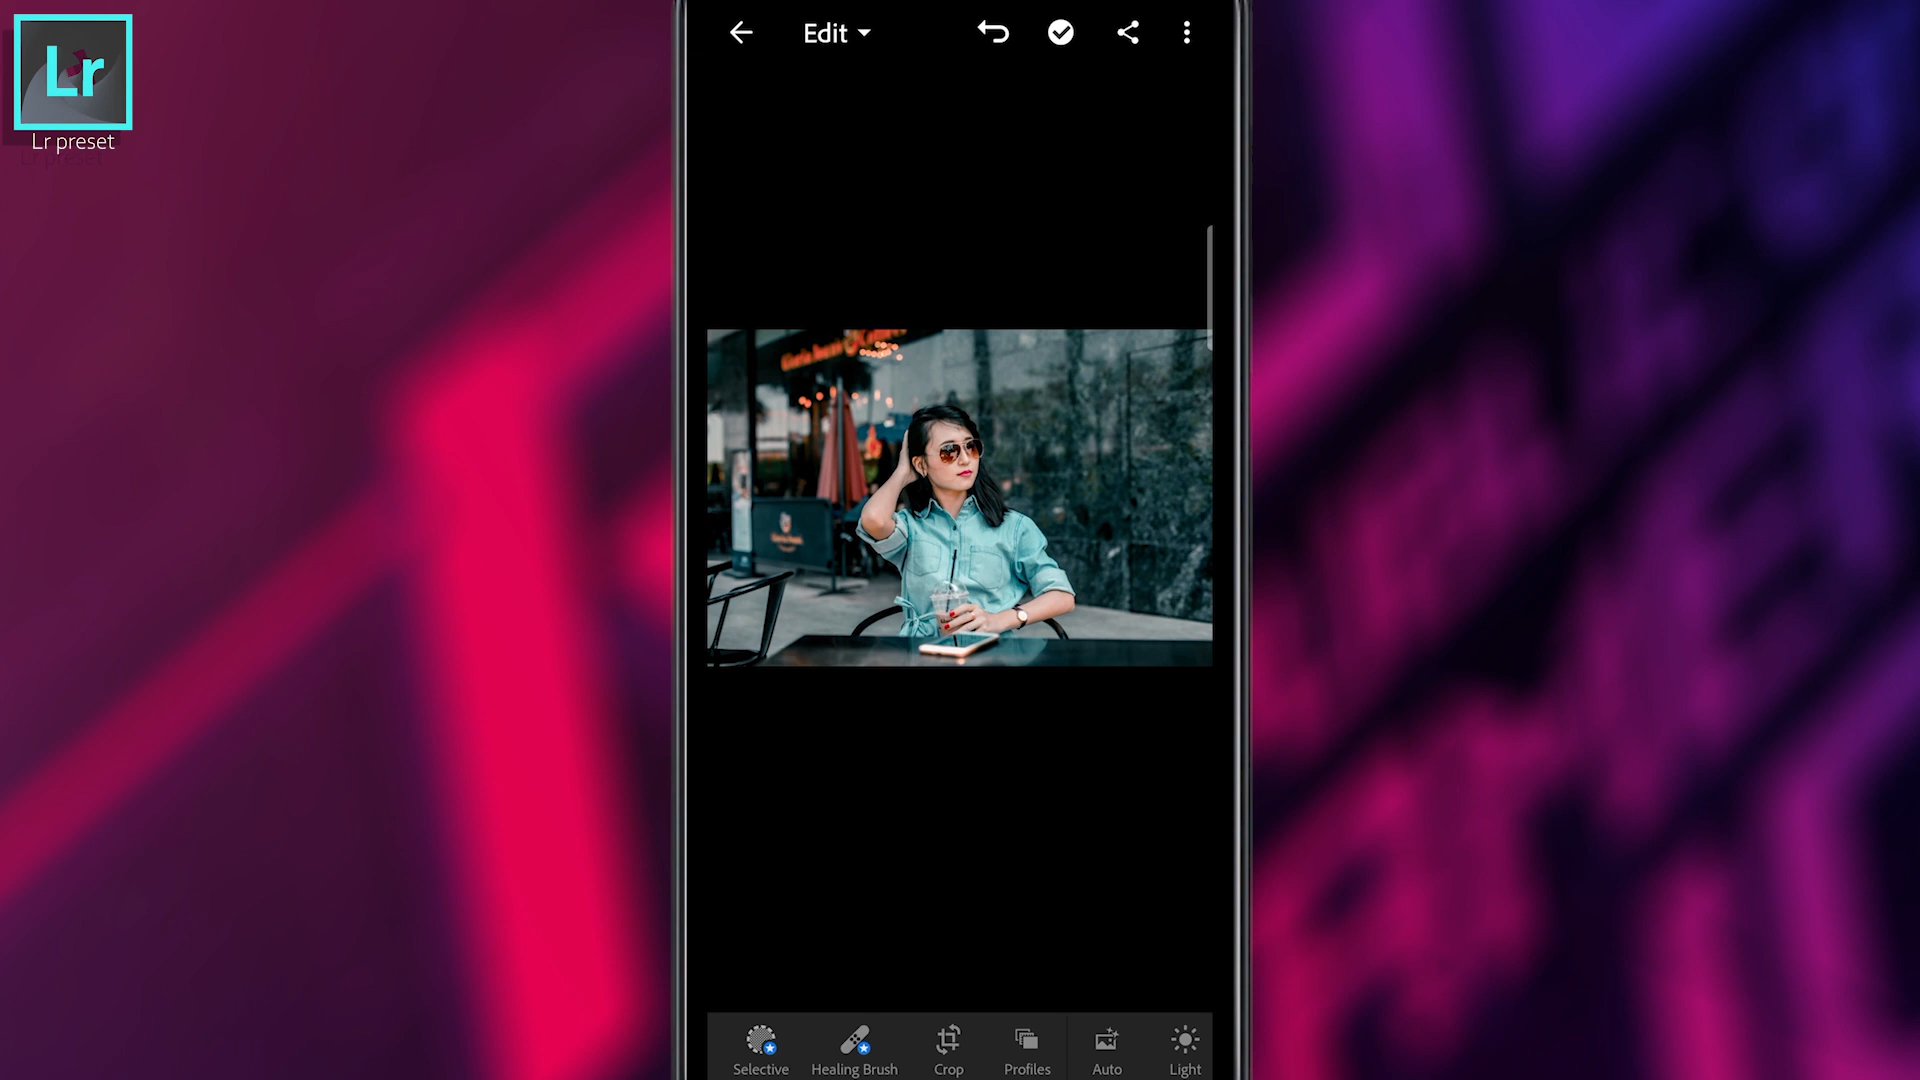 Lr
Lr preset
Edit
Selective
Healing Brush
Crop
Profiles
Auto
Light